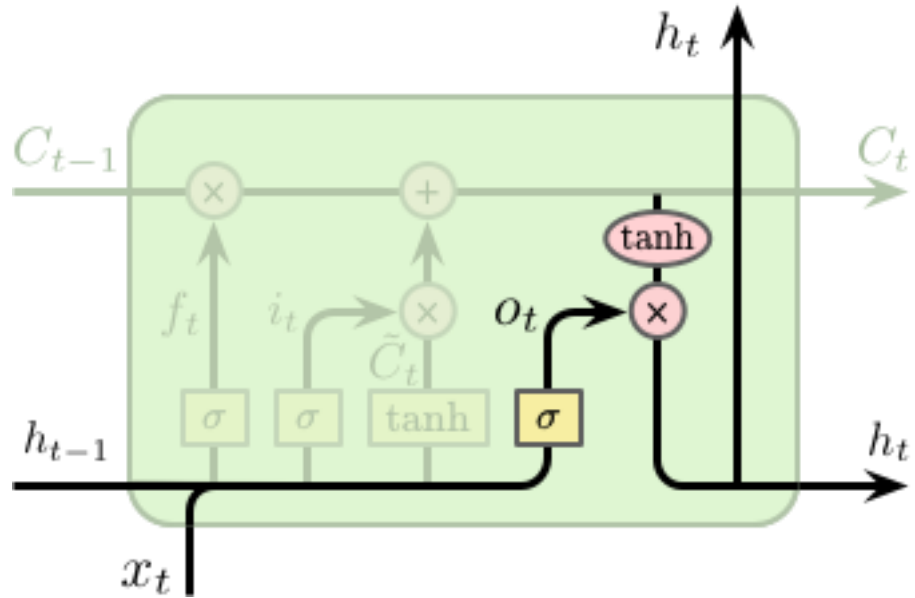 h_t
C_{t-1}
C_t
×
+
tanh
f_t
i_t
×
o_t
×
C̃_t
σ
σ
tanh
σ
h_{t-1}
h_t
x_t